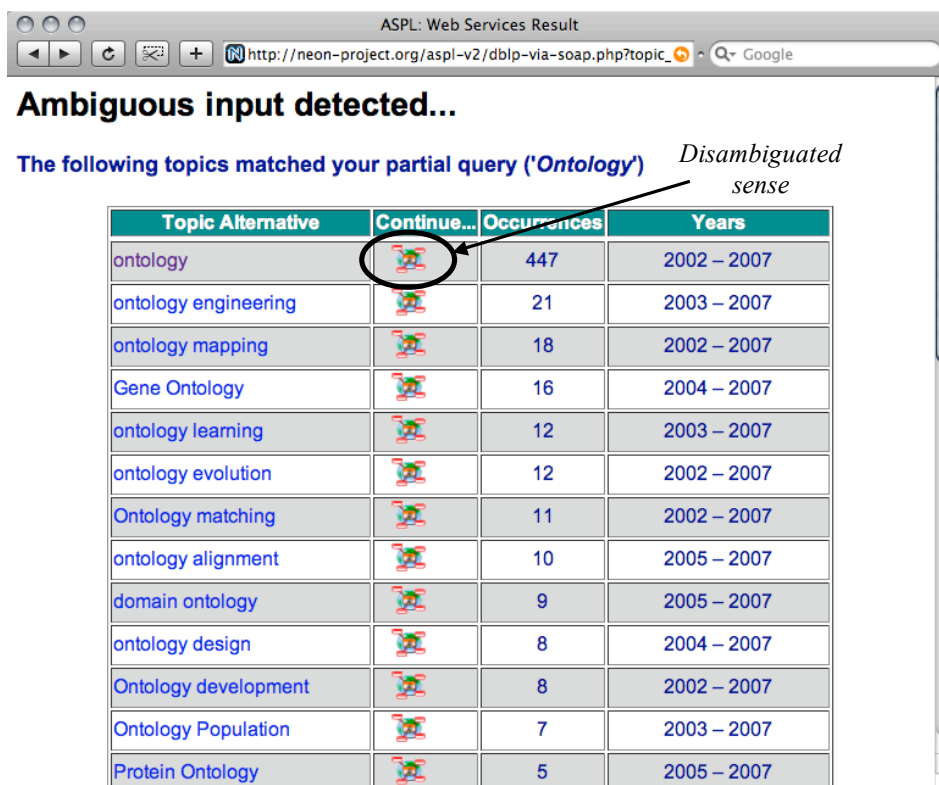 ASPL: Web Services Result
http://neon-project.org/aspl-v2/dblp-via-soap.php?topic_
Google
Ambiguous input detected...
The following topics matched your partial query ('Ontology')
Disambiguated
sense
Topic Alternative Continue... Occurrences Years
ontology 447 2002 – 2007
ontology engineering 21 2003 – 2007
ontology mapping 18 2002 – 2007
Gene Ontology 16 2004 – 2007
ontology learning 12 2003 – 2007
ontology evolution 12 2002 – 2007
Ontology matching 11 2002 – 2007
ontology alignment 10 2005 – 2007
domain ontology 9 2005 – 2007
ontology design 8 2004 – 2007
Ontology development 8 2002 – 2007
Ontology Population 7 2003 – 2007
Protein Ontology 5 2005 – 2007